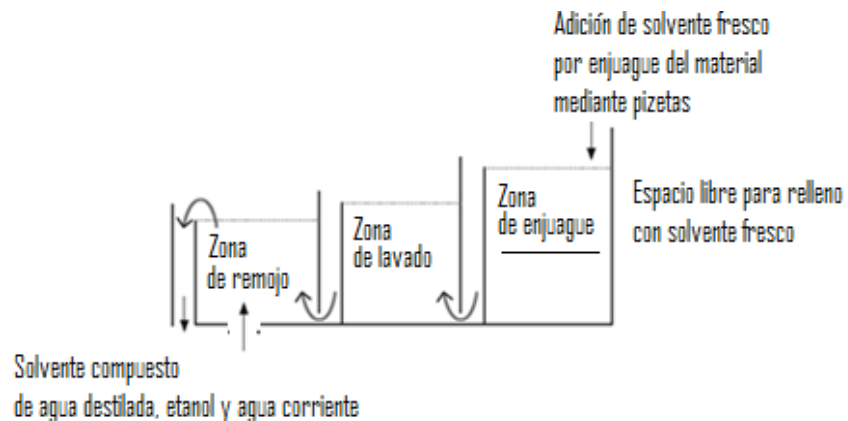 Adición de solvente fresco
por enjuague del material
mediante pizetas
Zona
de enjuague
Espacio libre para relleno
con solvente fresco
Zona
de lavado
Zona
de remojo
Solvente compuesto
de agua destilada, etanol y agua corriente